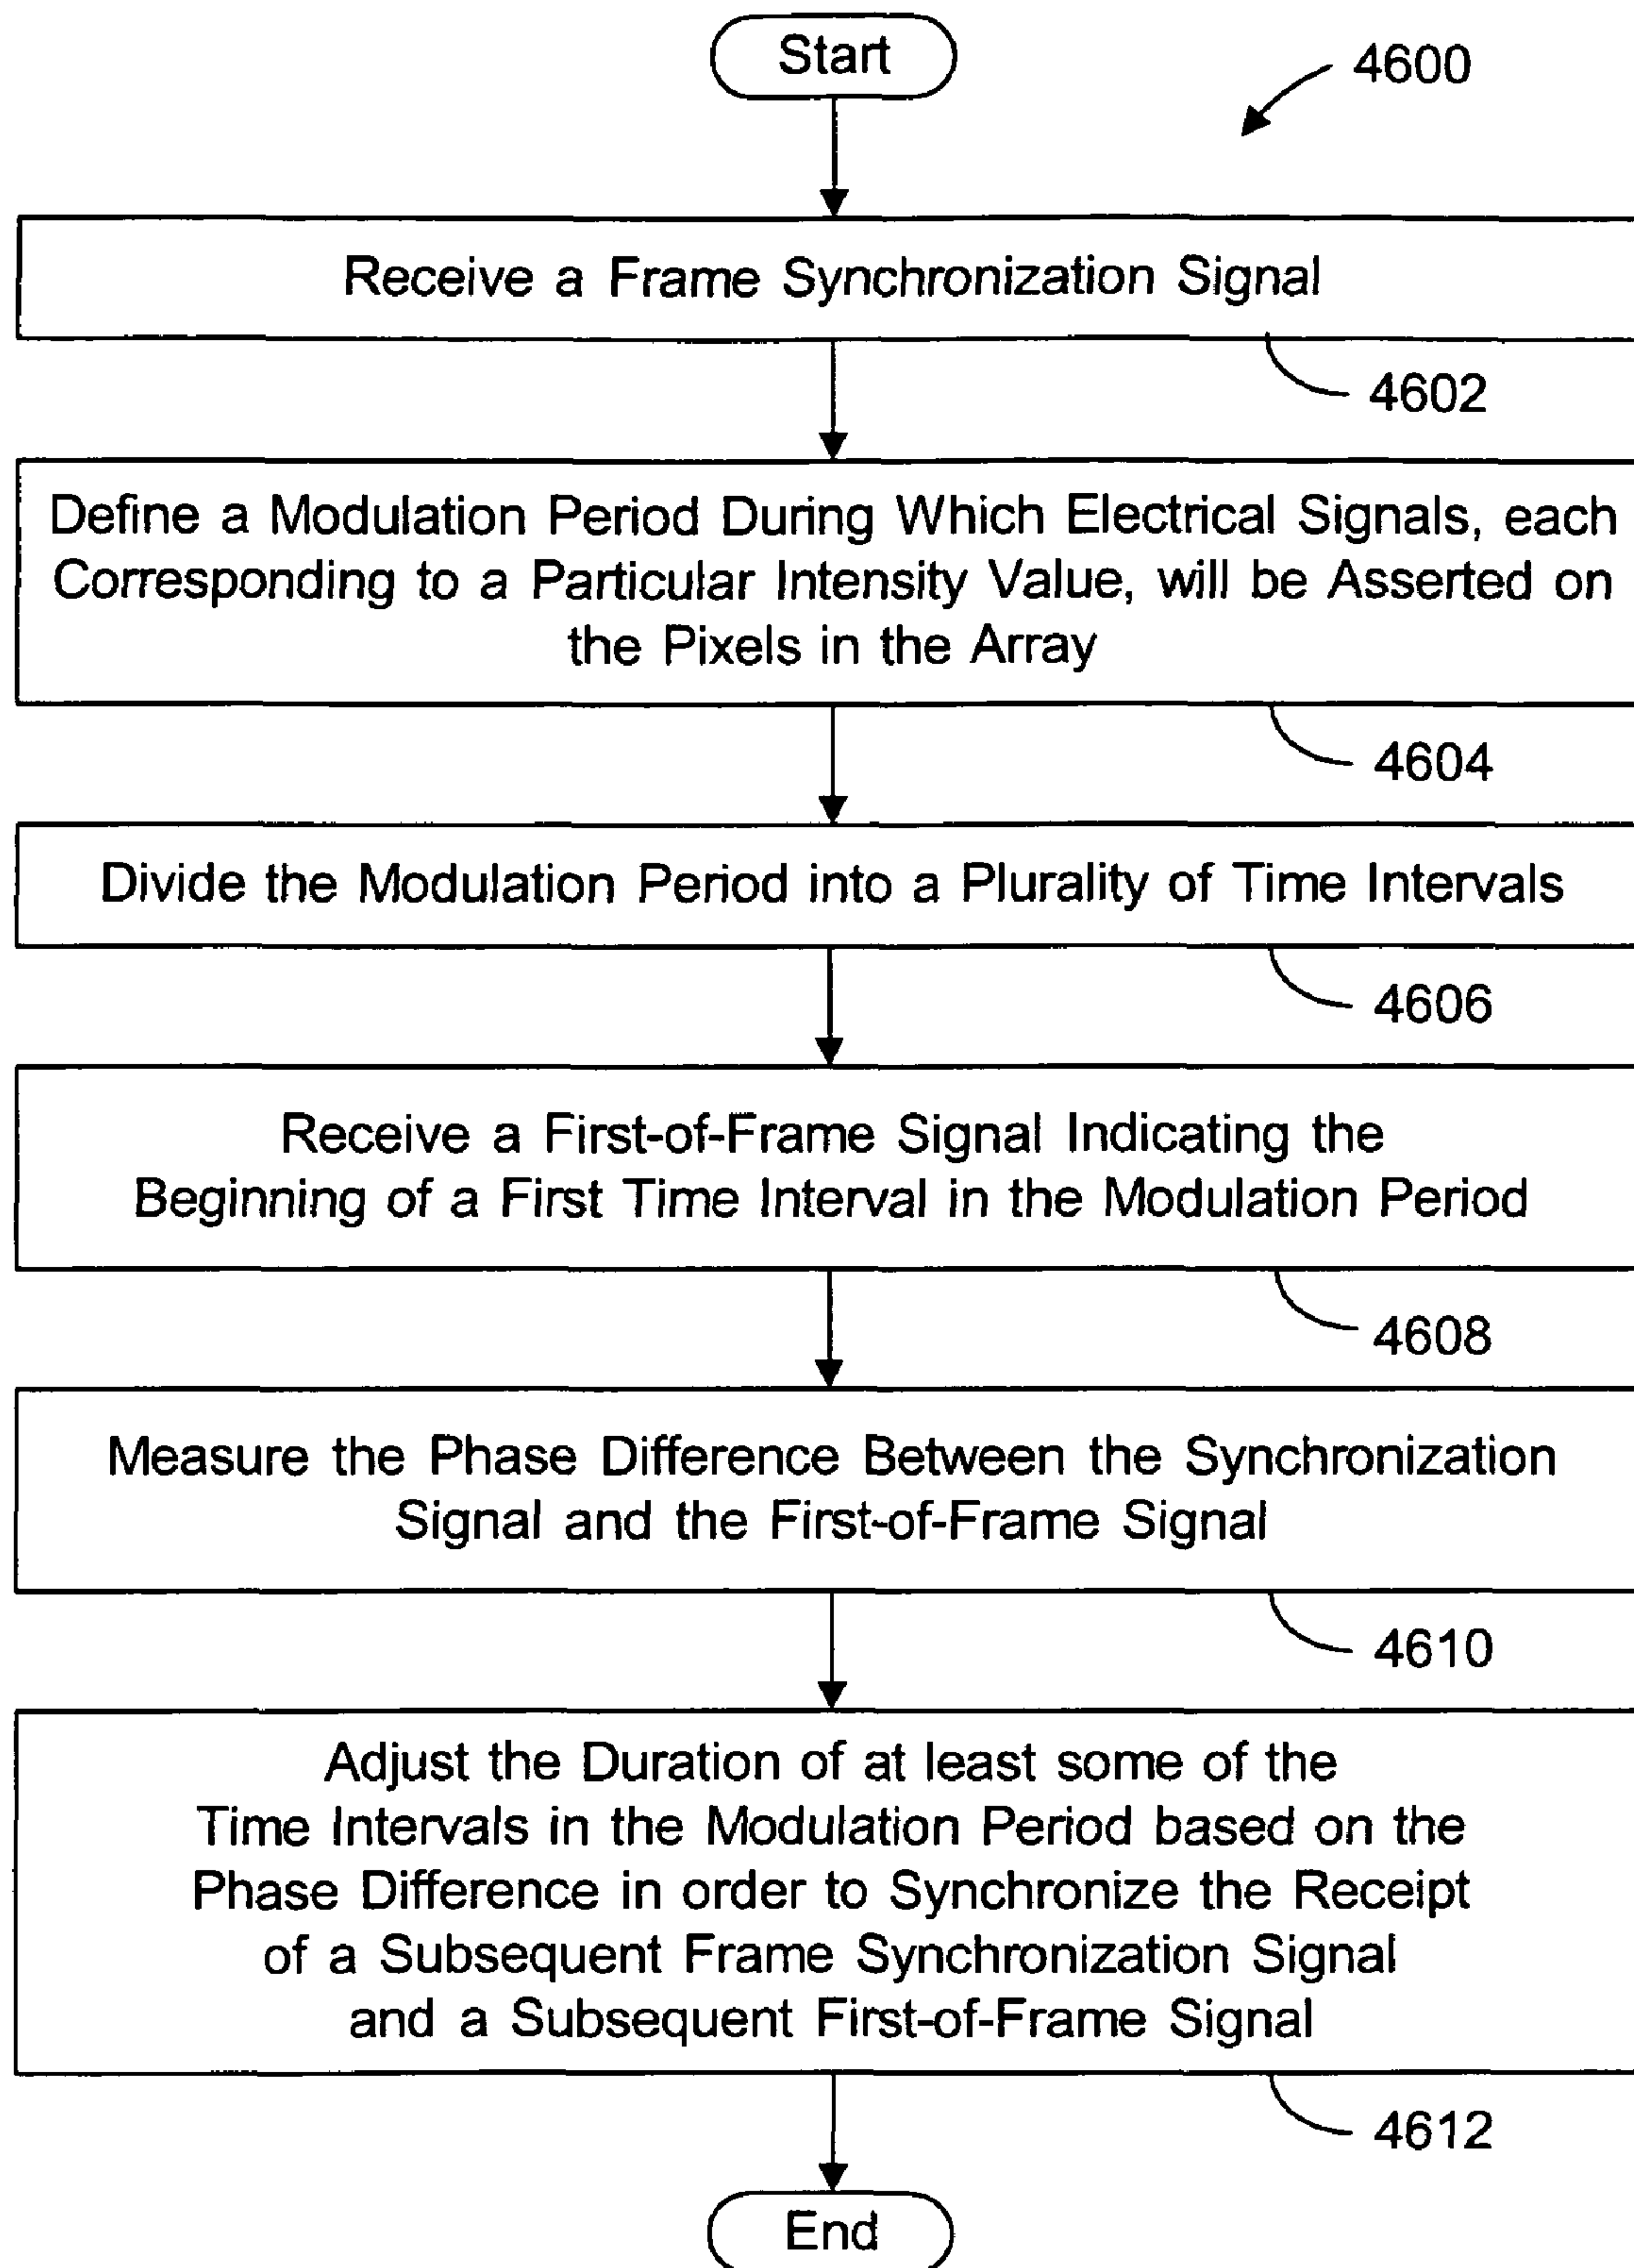 Start
4600
Receive a Frame Synchronization Signal
4602
Define a Modulation Period During Which Electrical Signals, each
Corresponding to a Particular Intensity Value, will be Asserted on
the Pixels in the Array
4604
Divide the Modulation Period into a Plurality of Time Intervals
4606
Receive a First-of-Frame Signal Indicating the
Beginning of a First Time Interval in the Modulation Period
4608
Measure the Phase Difference Between the Synchronization
Signal and the First-of-Frame Signal
4610
Adjust the Duration of at least some of the
Time Intervals in the Modulation Period based on the
Phase Difference in order to Synchronize the Receipt
of a Subsequent Frame Synchronization Signal
and a Subsequent First-of-Frame Signal
4612
End